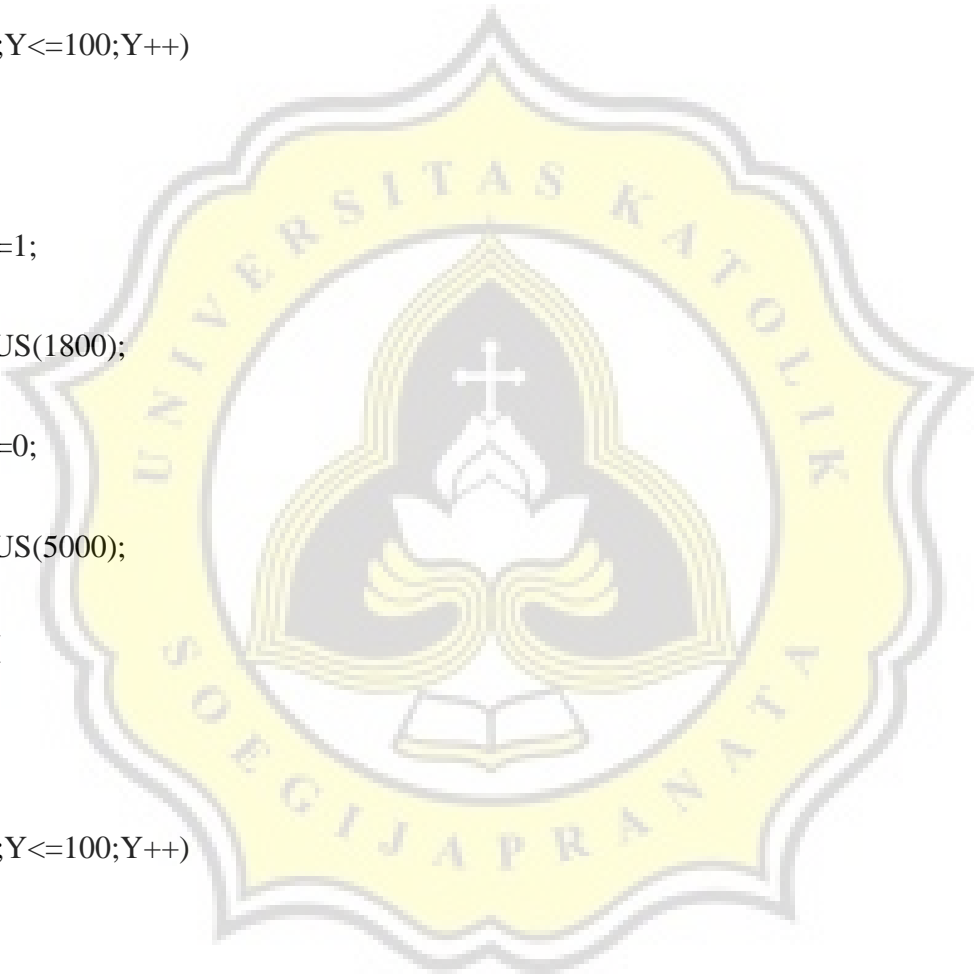 ;Y<=100;Y++)
=1;
US(1800);
=0;
US(5000);
;Y<=100;Y++)
UNIVERSITAS KATOLIK
SOEGIJAPRANATA